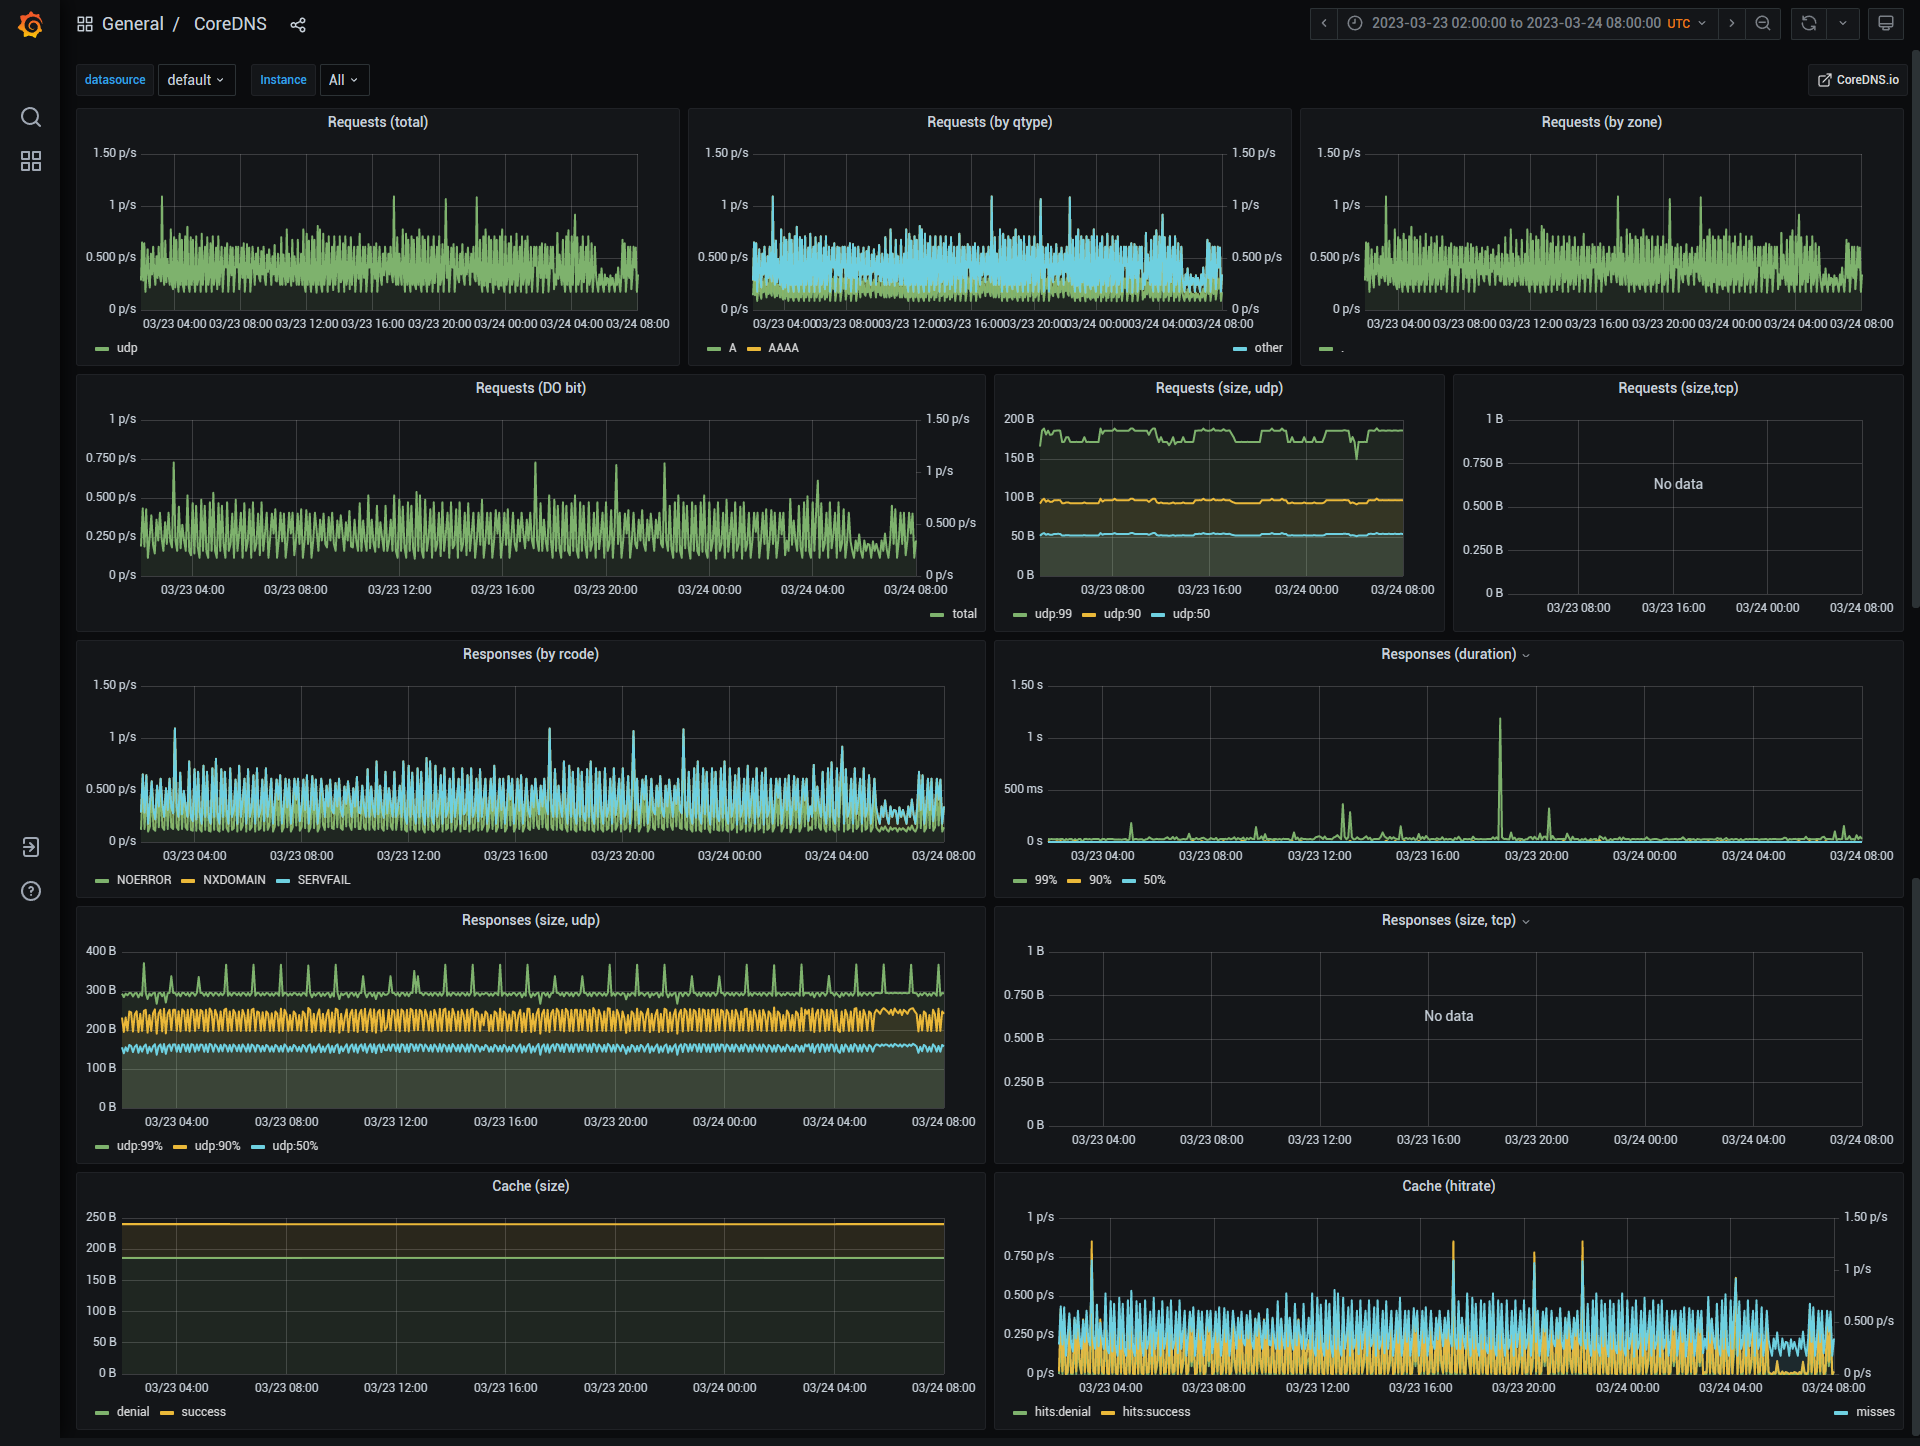 General / CoreDNS
2023-03-23 02:00:00 to 2023-03-24 08:00:00 UTC
datasource default Instance All CoreDNS.io
Requests (total)
1.50 p/s
1 p/s
0.500 p/s
0 p/s
03/23 04:00 03/23 08:00 03/23 12:00 03/23 16:00 03/23 20:00 03/24 00:00 03/24 04:00 03/24 08:00
udp
Requests (by qtype)
1.50 p/s 1.50 p/s
1 p/s 1 p/s
0.500 p/s 0.500 p/s
0 p/s 0 p/s
03/23 04:00 03/23 08:00 03/23 12:00 03/23 16:00 03/23 20:00 03/24 00:00 03/24 04:00 03/24 08:00
A AAAA other
Requests (by zone)
1.50 p/s
1 p/s
0.500 p/s
0 p/s
03/23 04:00 03/23 08:00 03/23 12:00 03/23 16:00 03/23 20:00 03/24 00:00 03/24 04:00 03/24 08:00
.
Requests (DO bit)
1 p/s 1.50 p/s
0.750 p/s
1 p/s
0.500 p/s
0.500 p/s
0.250 p/s
0 p/s 0 p/s
03/23 04:00 03/23 08:00 03/23 12:00 03/23 16:00 03/23 20:00 03/24 00:00 03/24 04:00 03/24 08:00
total
Requests (size, udp)
200 B
150 B
100 B
50 B
0 B
03/23 08:00 03/23 16:00 03/24 00:00 03/24 08:00
udp:99 udp:90 udp:50
Requests (size,tcp)
1 B
0.750 B
No data
0.500 B
0.250 B
0 B
03/23 08:00 03/23 16:00 03/24 00:00 03/24 08:00
Responses (by rcode)
1.50 p/s
1 p/s
0.500 p/s
0 p/s
03/23 04:00 03/23 08:00 03/23 12:00 03/23 16:00 03/23 20:00 03/24 00:00 03/24 04:00 03/24 08:00
NOERROR NXDOMAIN SERVFAIL
Responses (duration)
1.50 s
1 s
500 ms
0 s
03/23 04:00 03/23 08:00 03/23 12:00 03/23 16:00 03/23 20:00 03/24 00:00 03/24 04:00 03/24 08:00
99% 90% 50%
Responses (size, udp)
400 B
300 B
200 B
100 B
0 B
03/23 04:00 03/23 08:00 03/23 12:00 03/23 16:00 03/23 20:00 03/24 00:00 03/24 04:00 03/24 08:00
udp:99% udp:90% udp:50%
Responses (size, tcp)
1 B
0.750 B
No data
0.500 B
0.250 B
0 B
03/23 04:00 03/23 08:00 03/23 12:00 03/23 16:00 03/23 20:00 03/24 00:00 03/24 04:00 03/24 08:00
Cache (size)
250 B
200 B
150 B
100 B
50 B
0 B
03/23 04:00 03/23 08:00 03/23 12:00 03/23 16:00 03/23 20:00 03/24 00:00 03/24 04:00 03/24 08:00
denial success
Cache (hitrate)
1 p/s 1.50 p/s
0.750 p/s
1 p/s
0.500 p/s
0.500 p/s
0.250 p/s
0 p/s 0 p/s
03/23 04:00 03/23 08:00 03/23 12:00 03/23 16:00 03/23 20:00 03/24 00:00 03/24 04:00 03/24 08:00
hits:denial hits:success misses